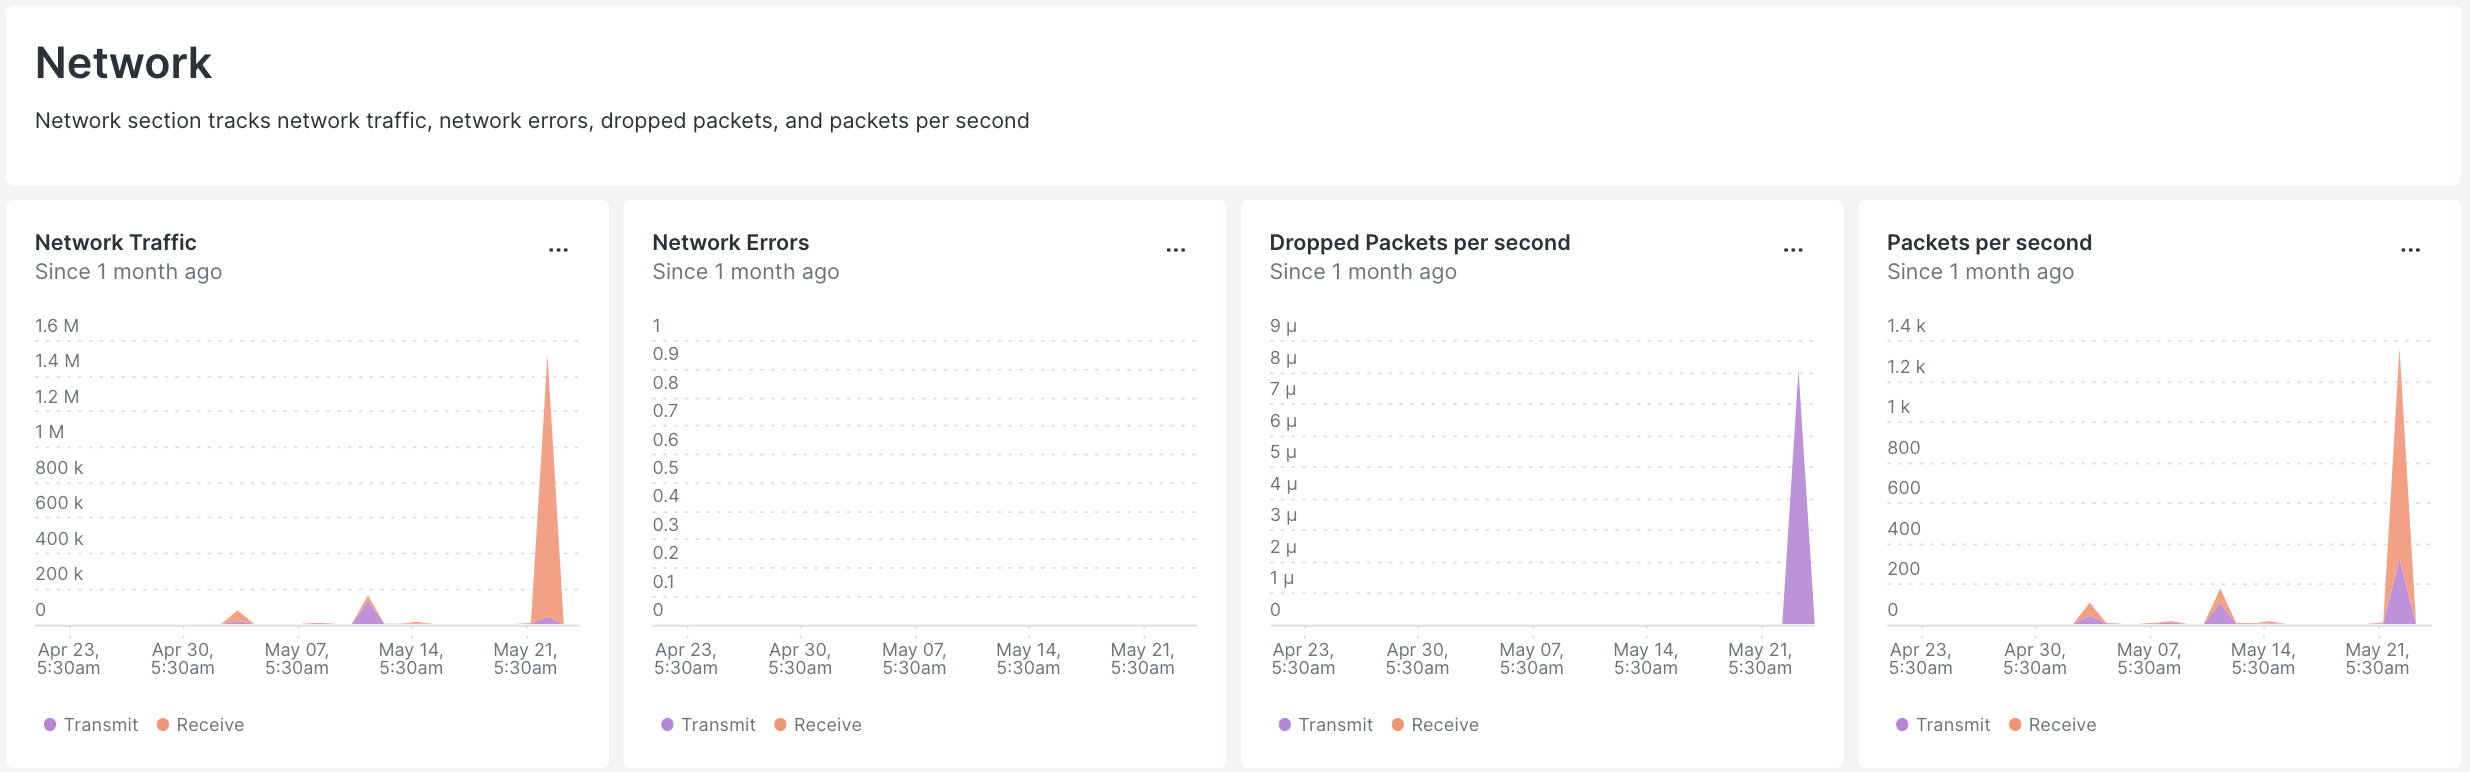 Network
Network section tracks network traffic, network errors, dropped packets, and packets per second
Network Traffic
...
Since 1 month ago
1.6 M
1.4 M
1.2 M
1 M
800 k
600 k
400 k
200 k
0
Apr 23, Apr 30, May 07, May 14, May 21,
5:30am 5:30am 5:30am 5:30am 5:30am
Transmit Receive
Network Errors
...
Since 1 month ago
1
0.9
0.8
0.7
0.6
0.5
0.4
0.3
0.2
0.1
0
Apr 23, Apr 30, May 07, May 14, May 21,
5:30am 5:30am 5:30am 5:30am 5:30am
Transmit Receive
Dropped Packets per second
...
Since 1 month ago
9 µ
8 µ
7 µ
6 µ
5 µ
4 µ
3 µ
2 µ
1 µ
0
Apr 23, Apr 30, May 07, May 14, May 21,
5:30am 5:30am 5:30am 5:30am 5:30am
Transmit Receive
Packets per second
...
Since 1 month ago
1.4 k
1.2 k
1 k
800
600
400
200
0
Apr 23, Apr 30, May 07, May 14, May 21,
5:30am 5:30am 5:30am 5:30am 5:30am
Transmit Receive